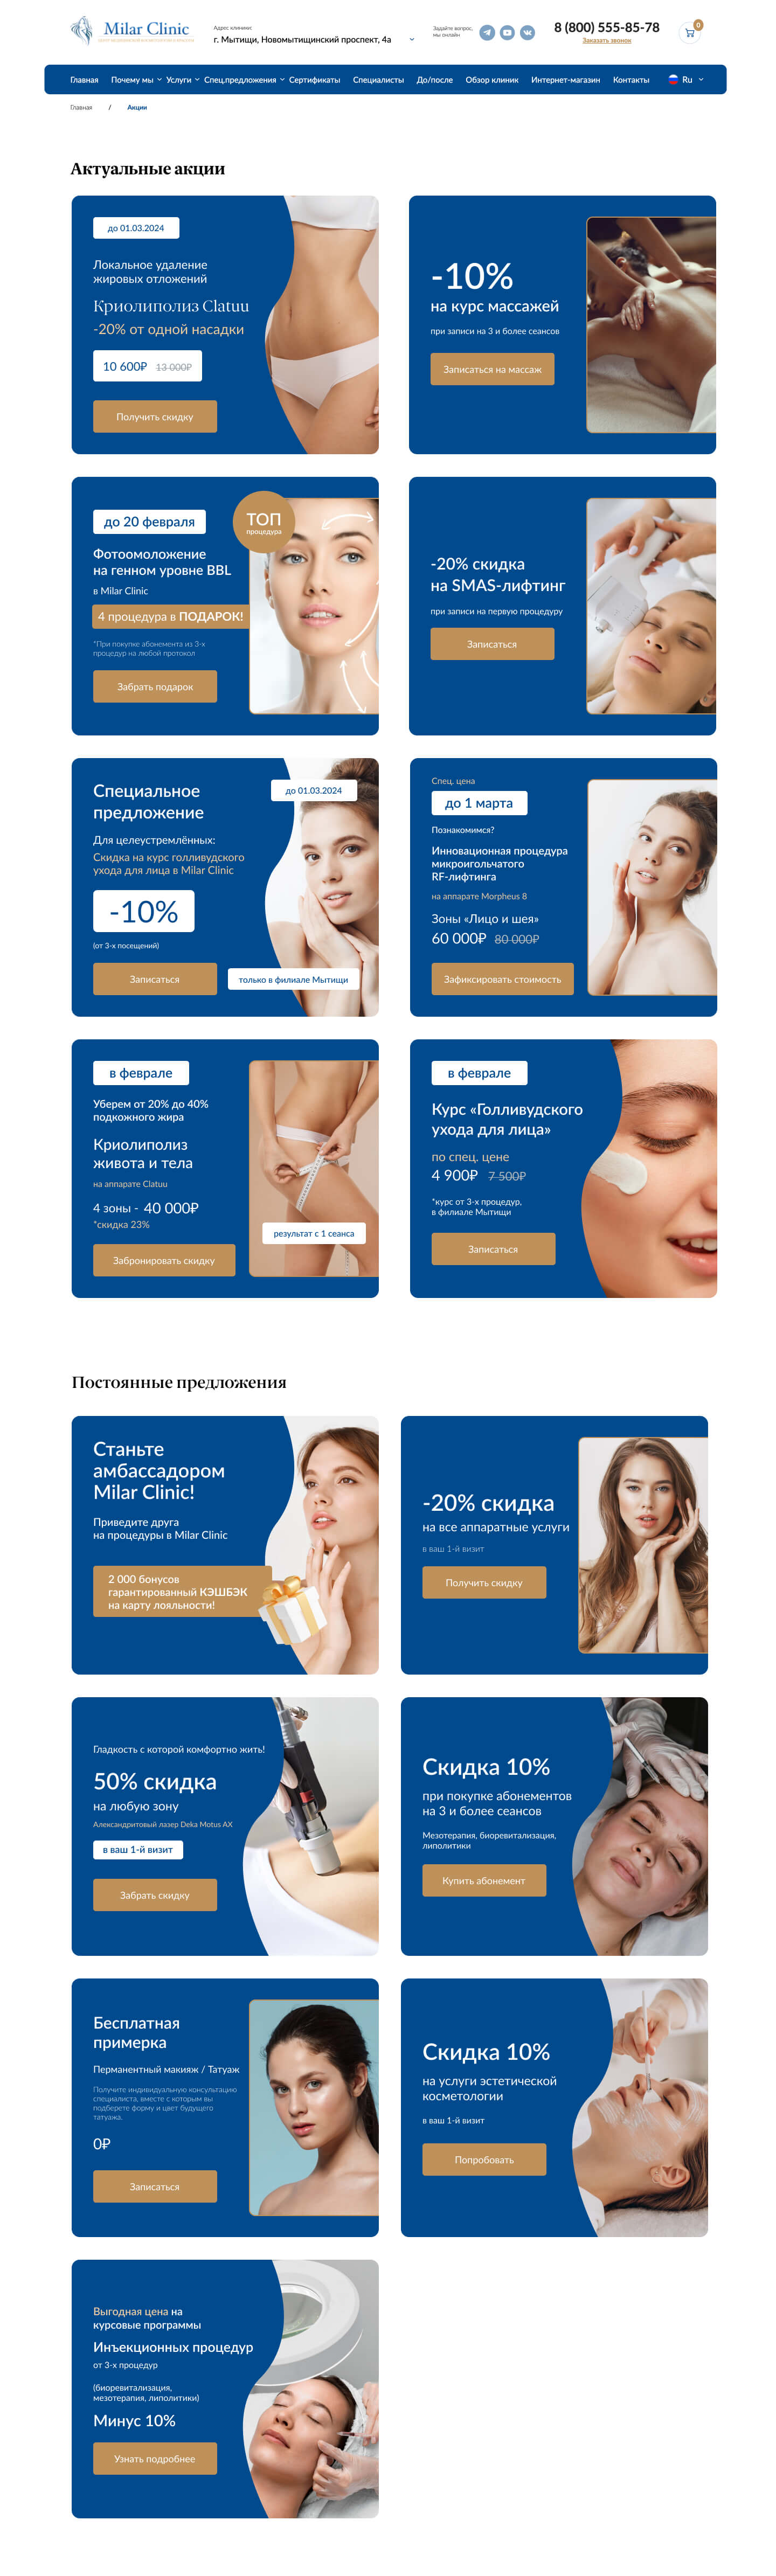 Milar Clinic
Адрес клиники:
г. Мытищи, Новомытищинский проспект, 4а
Задайте вопрос,
мы онлайн
8 (800) 555-85-78
Заказать звонок
0
Главная
Почему мы
Услуги
Спец.предложения
Сертификаты
Специалисты
До/после
Обзор клиник
Интернет-магазин
Контакты
Ru
Главная / Акции
Актуальные акции
до 01.03.2024
Локальное удаление
жировых отложений
Криолиполиз Clatuu
-20% от одной насадки
10 600₽ 13 000₽
Получить скидку
-10%
на курс массажей
при записи на 3 и более сеансов
Записаться на массаж
до 20 февраля
ТОП
процедура
Фотоомоложение
на генном уровне BBL
в Milar Clinic
4 процедура в ПОДАРОК!
*При покупке абонемента из 3-х
процедур на любой протокол
Забрать подарок
-20% скидка
на SMAS-лифтинг
при записи на первую процедуру
Записаться
Специальное
предложение
до 01.03.2024
Для целеустремлённых:
Скидка на курс голливудского
ухода для лица в Milar Clinic
-10%
(от 3-х посещений)
Записаться
только в филиале Мытищи
Спец. цена
до 1 марта
Познакомимся?
Инновационная процедура
микроигольчатого
RF-лифтинга
на аппарате Morpheus 8
Зоны «Лицо и шея»
60 000₽ 80 000₽
Зафиксировать стоимость
в феврале
Уберем от 20% до 40%
подкожного жира
Криолиполиз
живота и тела
на аппарате Clatuu
4 зоны - 40 000₽
*скидка 23%
результат с 1 сеанса
Забронировать скидку
в феврале
Курс «Голливудского
ухода для лица»
по спец. цене
4 900₽ 7 500₽
*курс от 3-х процедур,
в филиале Мытищи
Записаться
Постоянные предложения
Станьте
амбассадором
Milar Clinic!
Приведите друга
на процедуры в Milar Clinic
2 000 бонусов
гарантированный КЭШБЭК
на карту лояльности!
-20% скидка
на все аппаратные услуги
в ваш 1-й визит
Получить скидку
Гладкость с которой комфортно жить!
50% скидка
на любую зону
Александритовый лазер Deka Motus AX
в ваш 1-й визит
Забрать скидку
Скидка 10%
при покупке абонементов
на 3 и более сеансов
Мезотерапия, биоревитализация,
липолитики
Купить абонемент
Бесплатная
примерка
Перманентный макияж / Татуаж
Получите индивидуальную консультацию
специалиста, вместе с которым вы
подберете форму и цвет будущего
татуажа.
0₽
Записаться
Скидка 10%
на услуги эстетической
косметологии
в ваш 1-й визит
Попробовать
Выгодная цена на
курсовые программы
Инъекционных процедур
от 3-х процедур
(биоревитализация,
мезотерапия, липолитики)
Минус 10%
Узнать подробнее